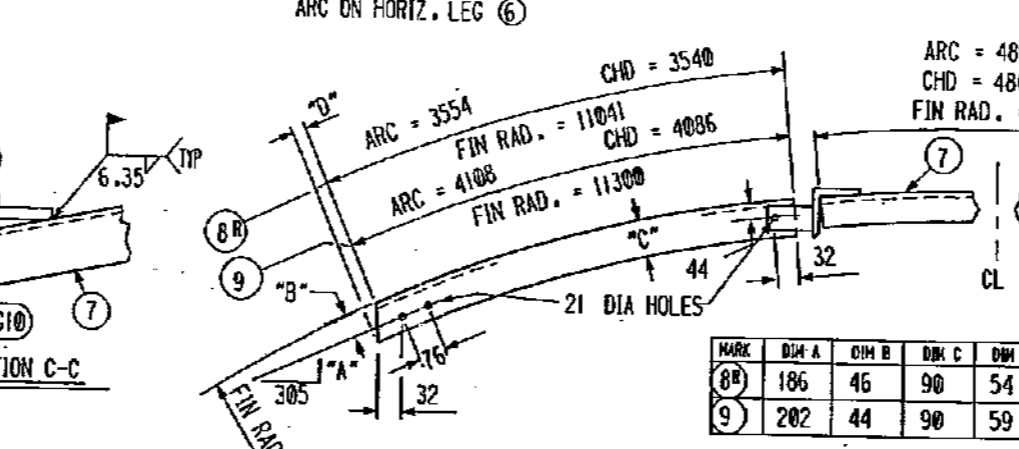 ARC ON HORIZ. LEG 6
ARC = 48
CHD = 48
FIN RAD.
CHD = 3540
ARC = 3554
FIN RAD. = 11041
CHD = 4086
ARC = 4108
FIN RAD. = 11300
"D"
TYP
6.35
7
8R
9
"B"
"C"
44
32
CL
21 DIA HOLES
"A"
305
76
32
7
TION C-C
FIN RAD
MARK DIM A DIM B DIM C DIM
8R 186 46 90 54
9 202 44 90 59